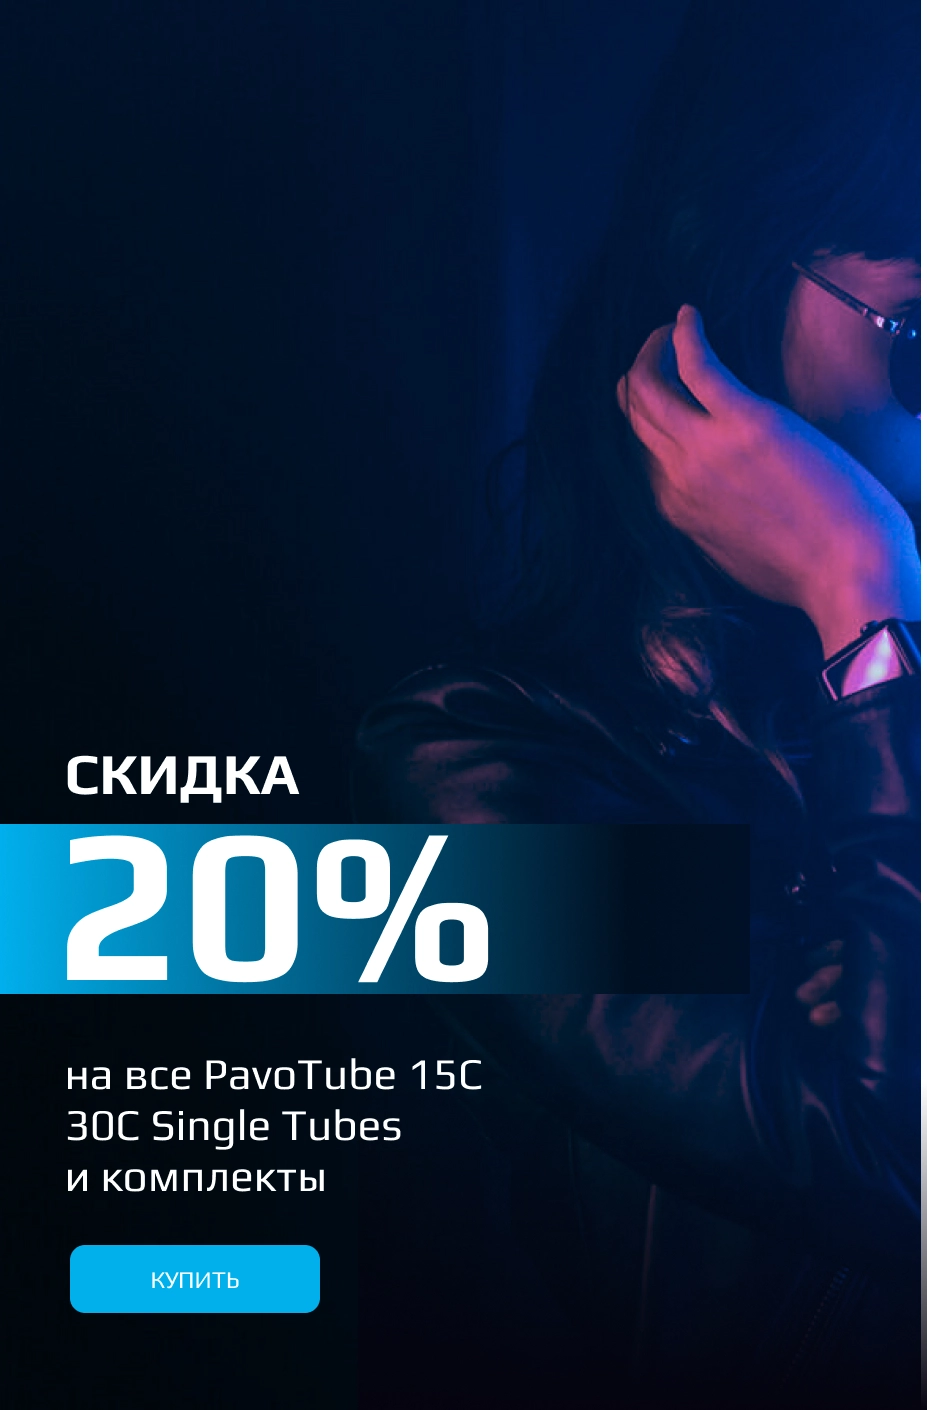 СКИДКА
20%
на все PavoTube 15C
30C Single Tubes
и комплекты
КУПИТЬ